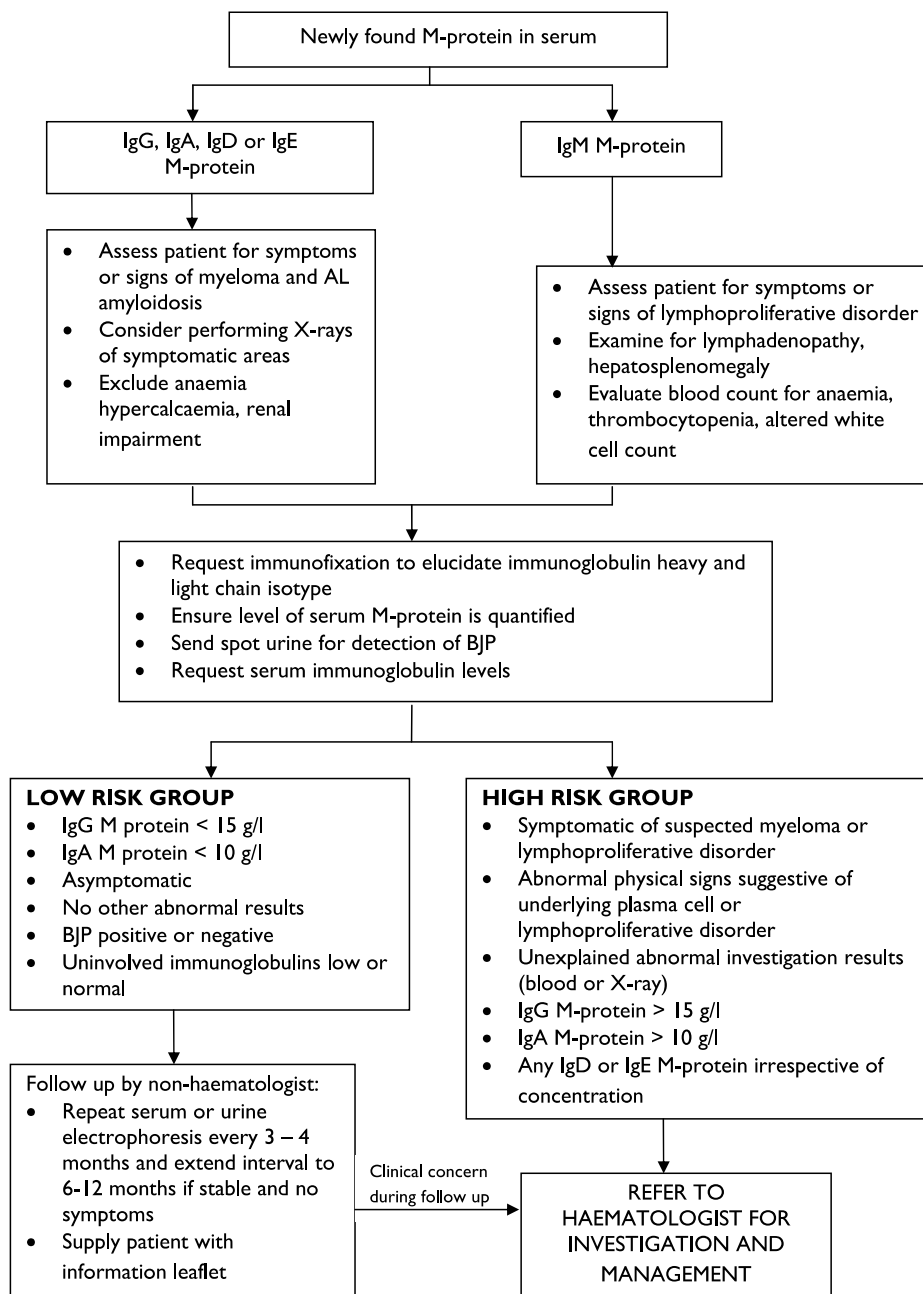 Newly found M-protein in serum
IgG, IgA, IgD or IgE
M-protein
IgM M-protein
• Assess patient for symptoms
or signs of myeloma and AL
amyloidosis
• Consider performing X-rays
of symptomatic areas
• Exclude anaemia
hypercalcaemia, renal
impairment
• Assess patient for symptoms or
signs of lymphoproliferative disorder
• Examine for lymphadenopathy,
hepatosplenomegaly
• Evaluate blood count for anaemia,
thrombocytopenia, altered white
cell count
• Request immunofixation to elucidate immunoglobulin heavy and
light chain isotype
• Ensure level of serum M-protein is quantified
• Send spot urine for detection of BJP
• Request serum immunoglobulin levels
LOW RISK GROUP
• IgG M protein < 15 g/l
• IgA M protein < 10 g/l
• Asymptomatic
• No other abnormal results
• BJP positive or negative
• Uninvolved immunoglobulins low or
normal
HIGH RISK GROUP
• Symptomatic of suspected myeloma or
lymphoproliferative disorder
• Abnormal physical signs suggestive of
underlying plasma cell or
lymphoproliferative disorder
• Unexplained abnormal investigation results
(blood or X-ray)
• IgG M-protein > 15 g/l
• IgA M-protein > 10 g/l
• Any IgD or IgE M-protein irrespective of
concentration
Follow up by non-haematologist:
• Repeat serum or urine
electrophoresis every 3 – 4
months and extend interval to
6-12 months if stable and no
symptoms
• Supply patient with
information leaflet
Clinical concern
during follow up
REFER TO
HAEMATOLOGIST FOR
INVESTIGATION AND
MANAGEMENT